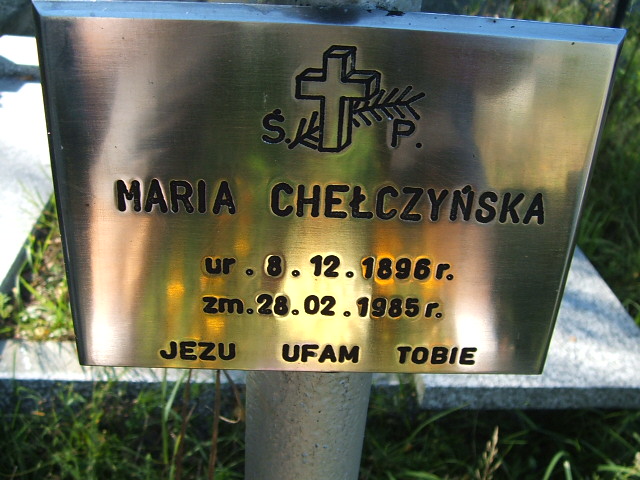 Ś. P.
MARIA CHEŁCZYŃSKA
ur. 8. 12. 1896 r.
zm. 28. 02. 1985 r.
JEZU UFAM TOBIE